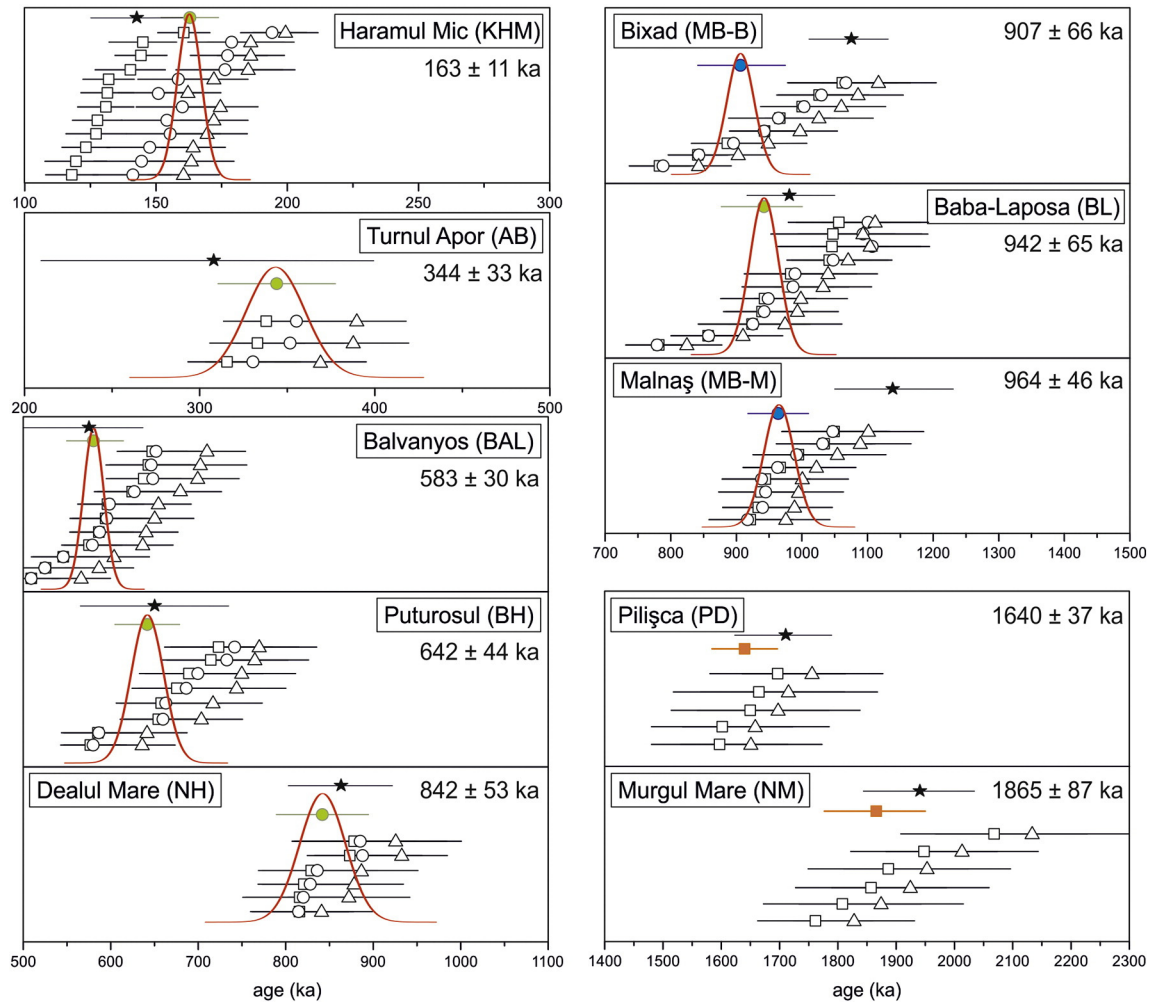 Haramul Mic (KHM)
163 ± 11 ka
100 150 200 250 300
Turnul Apor (AB)
344 ± 33 ka
200 300 400 500
Balvanyos (BAL)
583 ± 30 ka
Puturosul (BH)
642 ± 44 ka
Dealul Mare (NH)
842 ± 53 ka
500 600 700 800 900 1000 1100
age (ka)
Bixad (MB-B)
907 ± 66 ka
Baba-Laposa (BL)
942 ± 65 ka
Malnaş (MB-M)
964 ± 46 ka
700 800 900 1000 1100 1200 1300 1400 1500
Pilişca (PD)
1640 ± 37 ka
Murgul Mare (NM)
1865 ± 87 ka
1400 1500 1600 1700 1800 1900 2000 2100 2200 2300
age (ka)